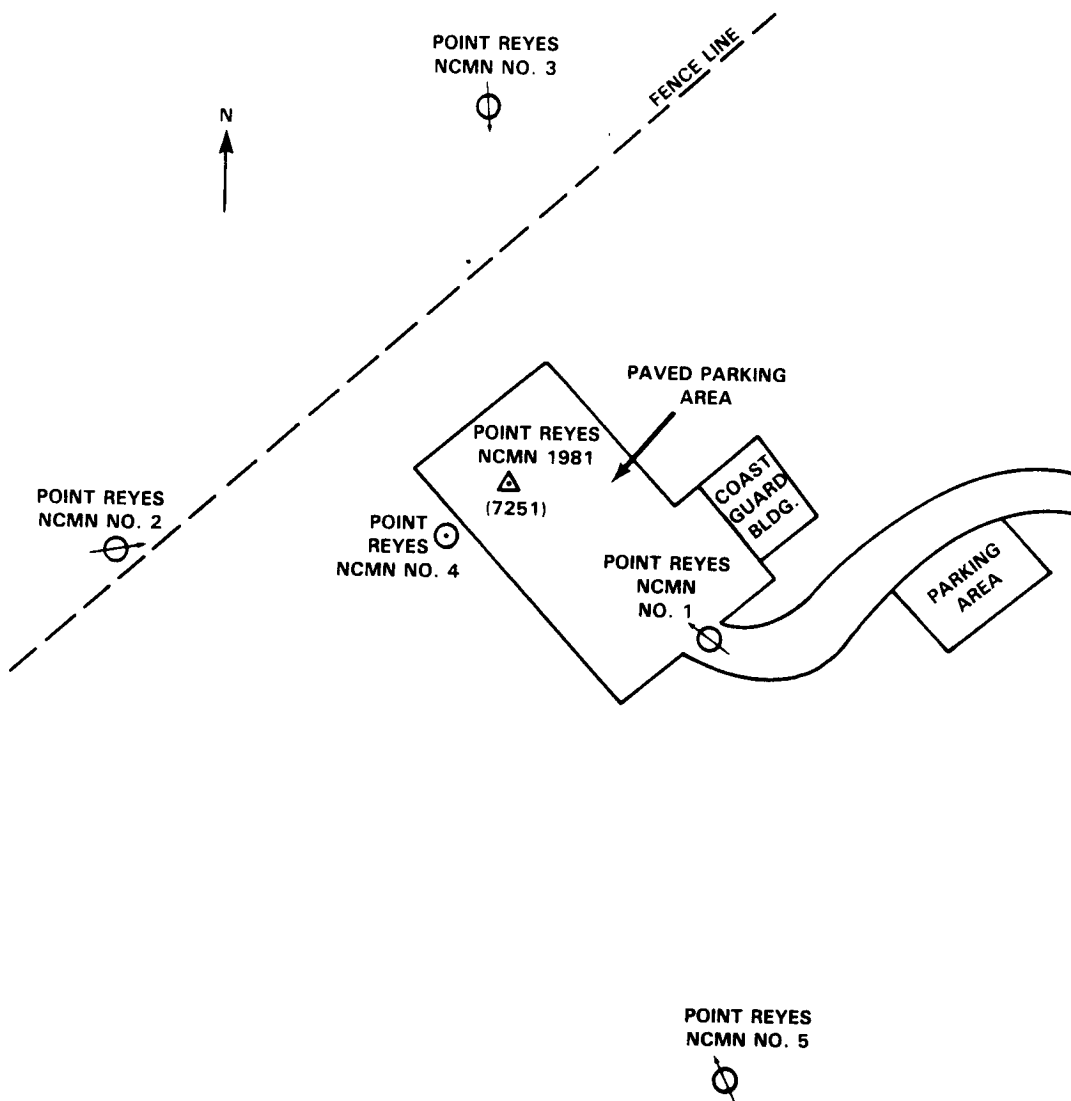 POINT REYES
NCMN NO. 3
FENCE LINE
N
PAVED PARKING
AREA
POINT REYES
NCMN 1981
(7251)
COAST
GUARD
BLDG.
POINT REYES
NCMN NO. 2
POINT
REYES
NCMN NO. 4
POINT REYES
NCMN
NO. 1
PARKING
AREA
POINT REYES
NCMN NO. 5